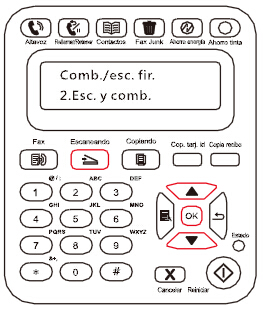 Altavoz Rellamar/Retener Contactos Fax Junk Ahorro energía Ahorro tinta
Comb./esc. fir.
2.Esc. y comb.
Fax Escaneando Copiando Cop. tarj. id Copia recibo
@/: ABC DEF
1 2 3
GHI JKL MNO
4 5 6
PQRS TUV WXYZ
7 8 9
&+,
* 0 #
OK
Estado
X
Cancelar Reiniciar